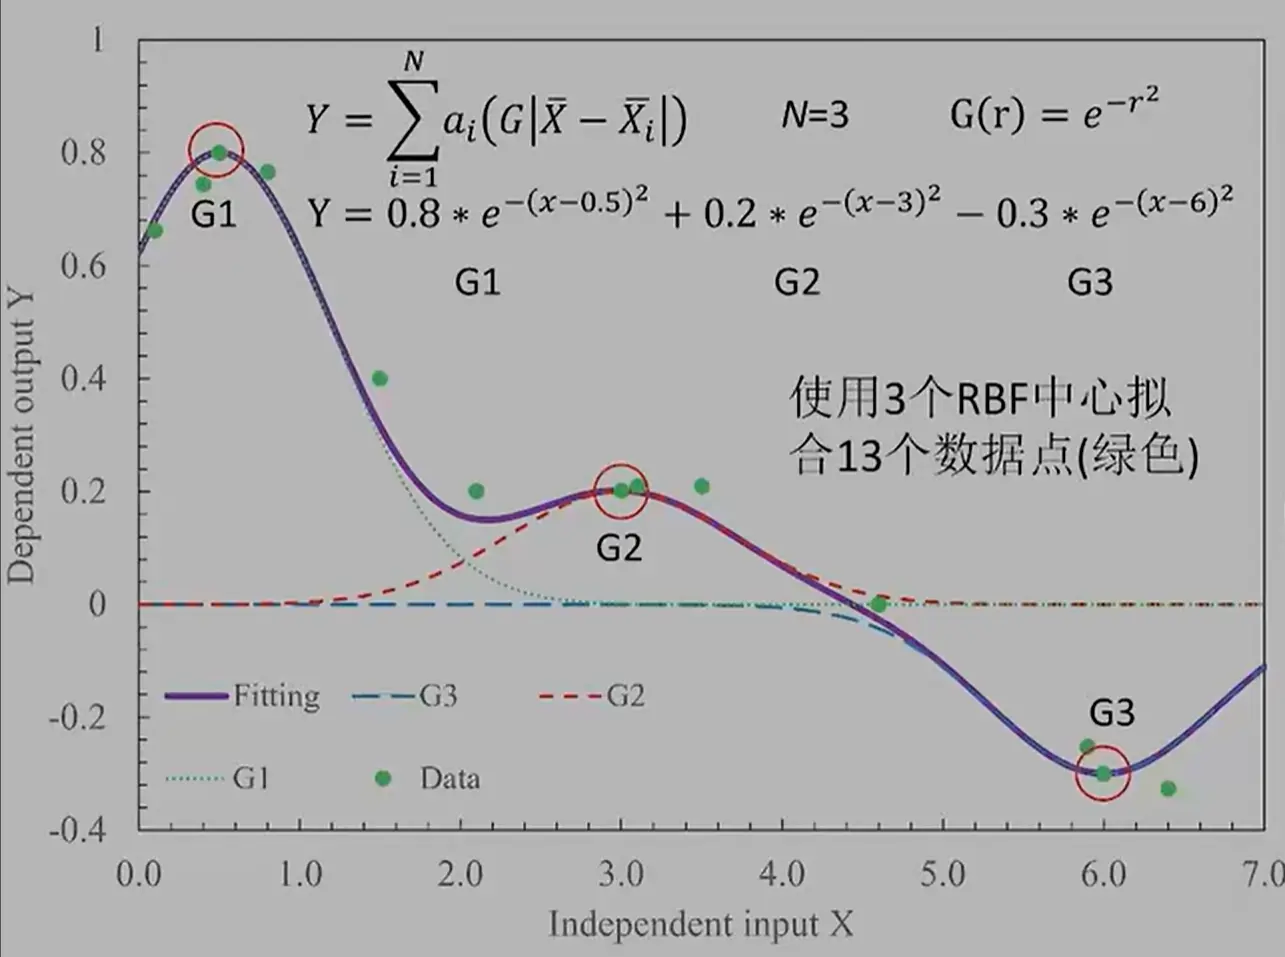 Y = \sum_{i=1}^{N} a_i(G|\bar{X} - \bar{X}_i|) N=3 G(r) = e^{-r^2}
Y = 0.8 * e^{-(x-0.5)^2} + 0.2 * e^{-(x-3)^2} - 0.3 * e^{-(x-6)^2}
G1 G2 G3
G1
使用3个RBF中心拟
合13个数据点(绿色)
G2
G3
Fitting G3 G2
G1 Data
1
0.8
0.6
0.4
0.2
0
-0.2
-0.4
0.0 1.0 2.0 3.0 4.0 5.0 6.0 7.0
Independent input X
Dependent output Y